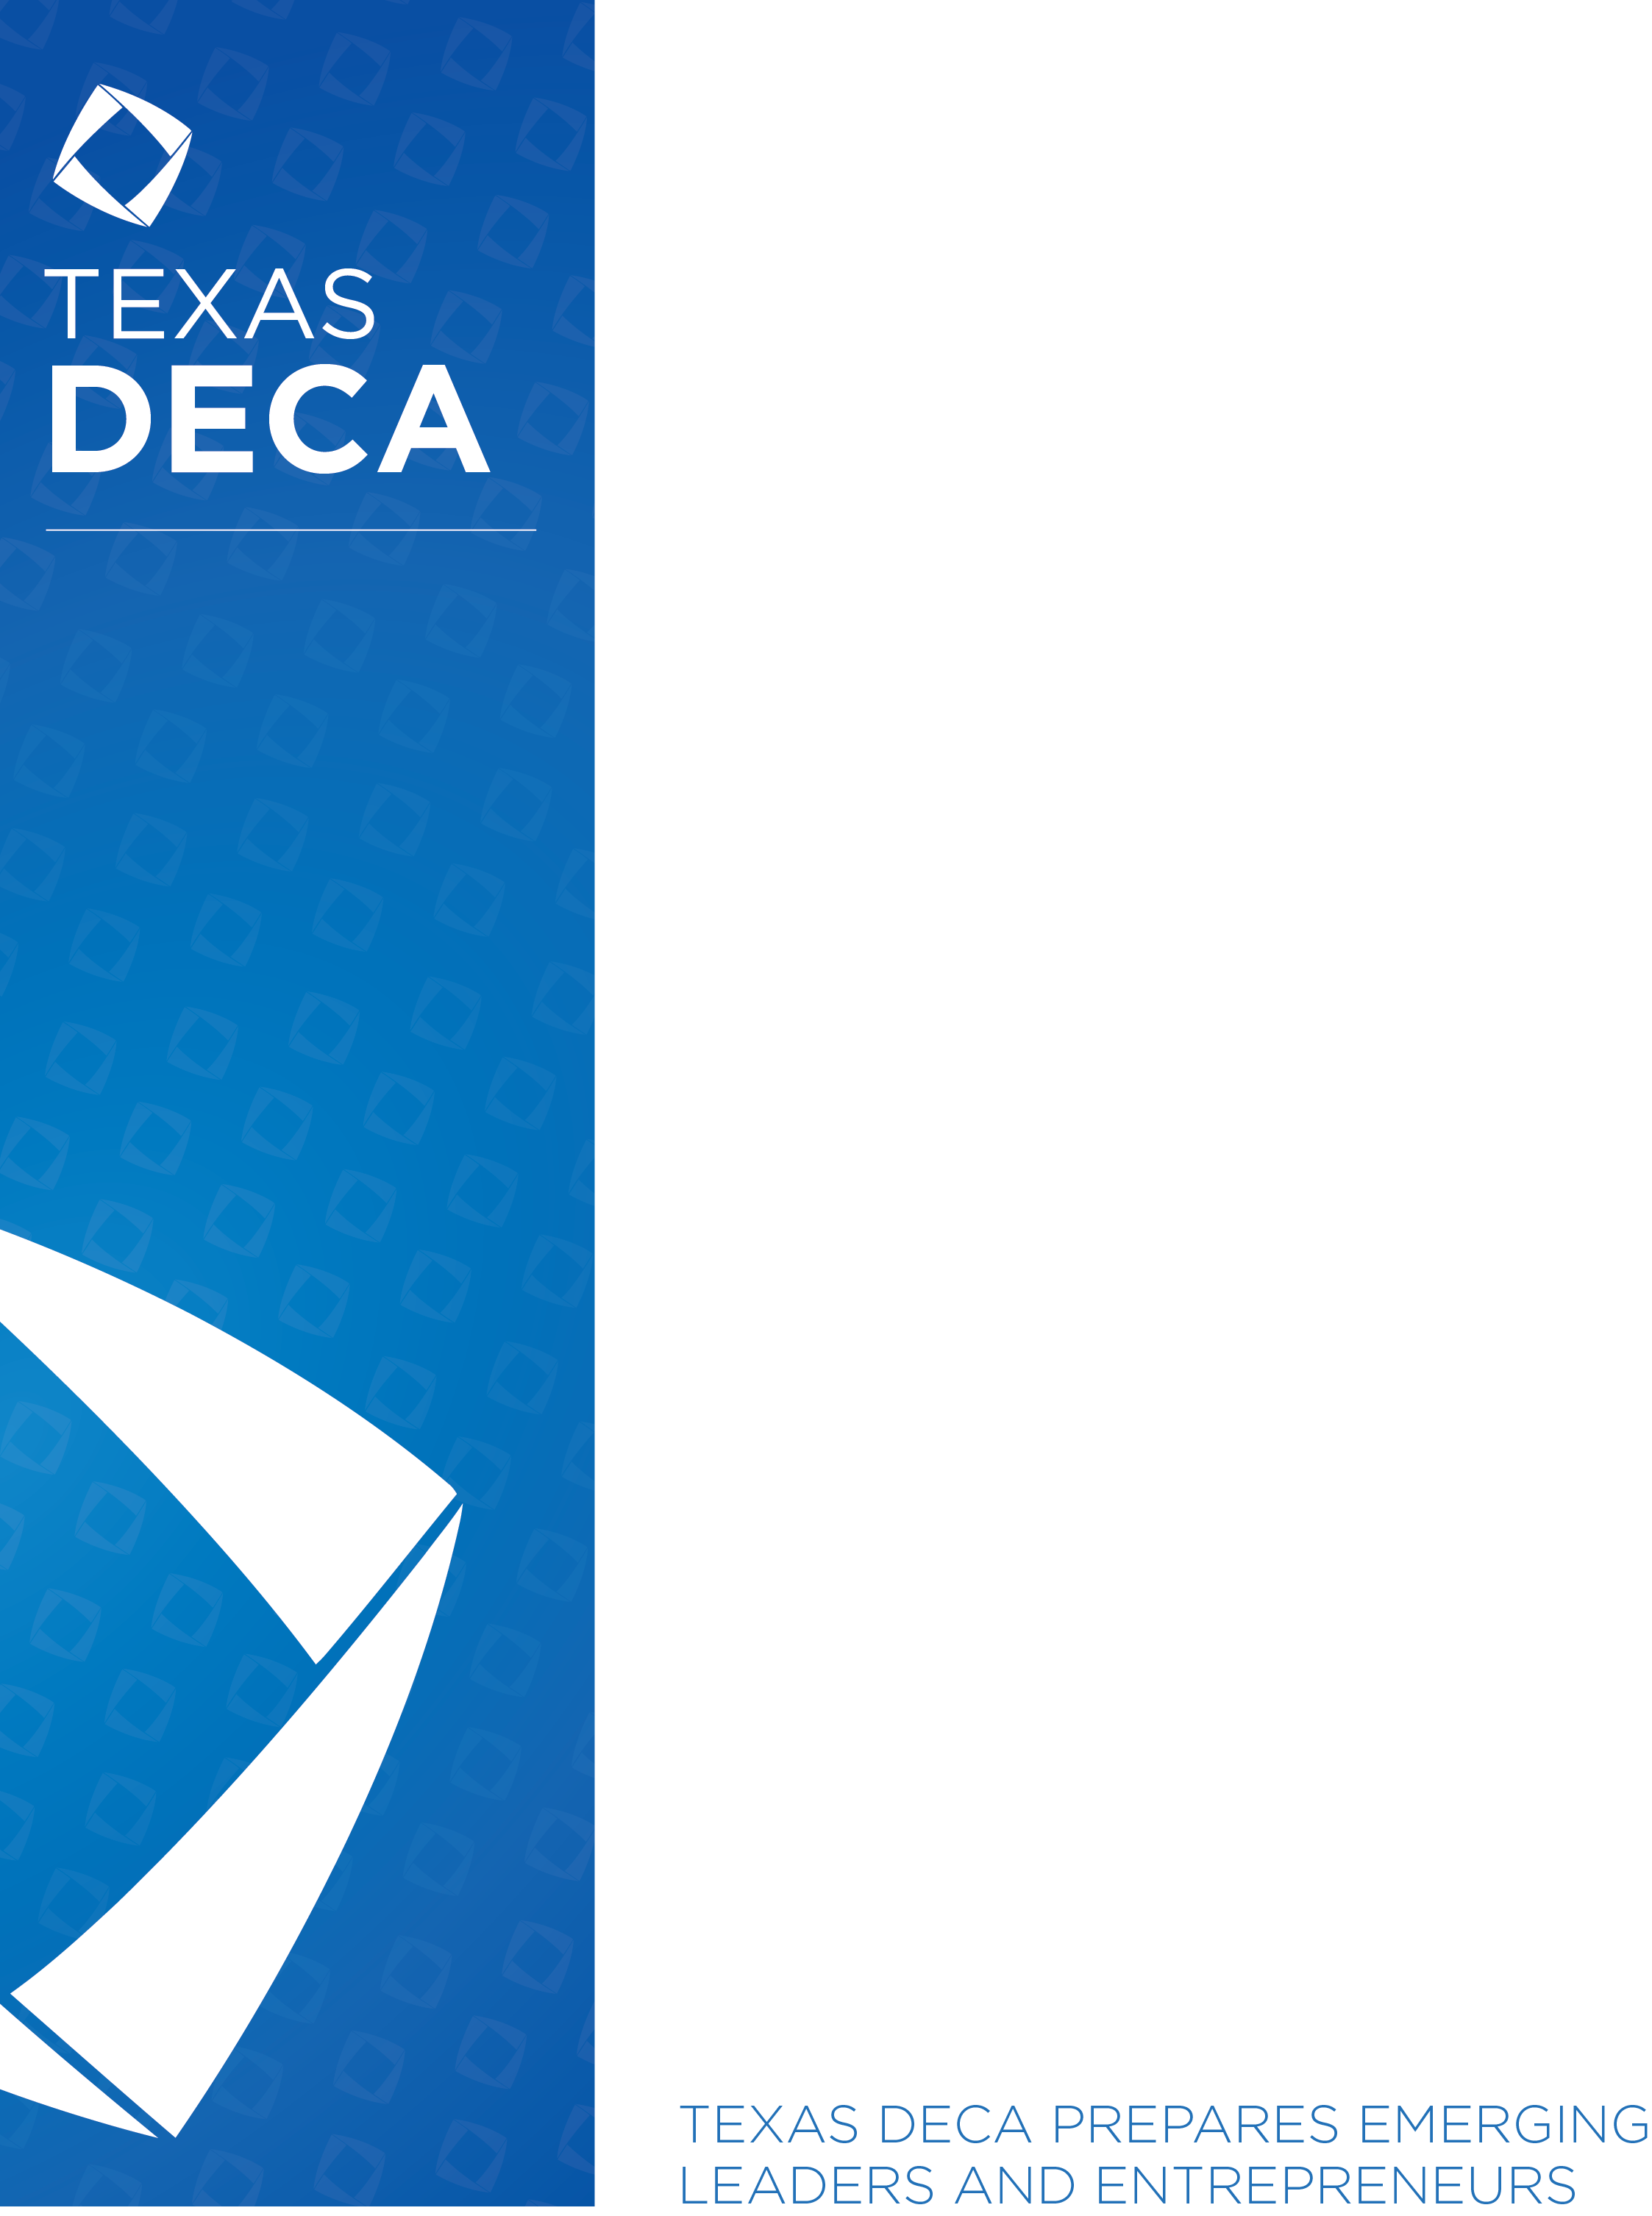 TEXAS
DECA
TEXAS DECA PREPARES EMERGING
LEADERS AND ENTREPRENEURS